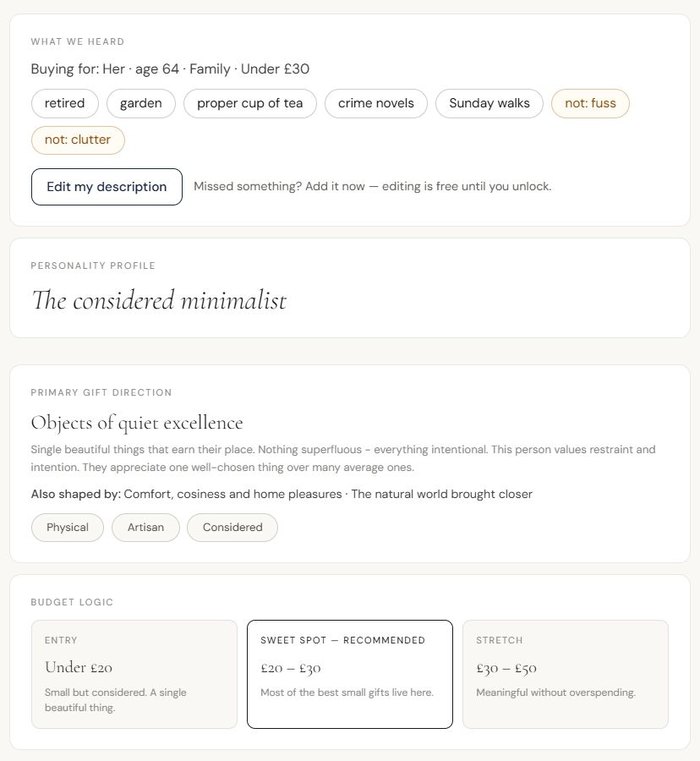 WHAT WE HEARD
Buying for: Her · age 64 · Family · Under £30
retired garden proper cup of tea crime novels Sunday walks not: fuss
not: clutter
Edit my description Missed something? Add it now — editing is free until you unlock.
PERSONALITY PROFILE
The considered minimalist
PRIMARY GIFT DIRECTION
Objects of quiet excellence
Single beautiful things that earn their place. Nothing superfluous - everything intentional. This person values restraint and
intention. They appreciate one well-chosen thing over many average ones.
Also shaped by: Comfort, cosiness and home pleasures · The natural world brought closer
Physical Artisan Considered
BUDGET LOGIC
ENTRY
Under £20
Small but considered. A single
beautiful thing.
SWEET SPOT — RECOMMENDED
£20 – £30
Most of the best small gifts live here.
STRETCH
£30 – £50
Meaningful without overspending.